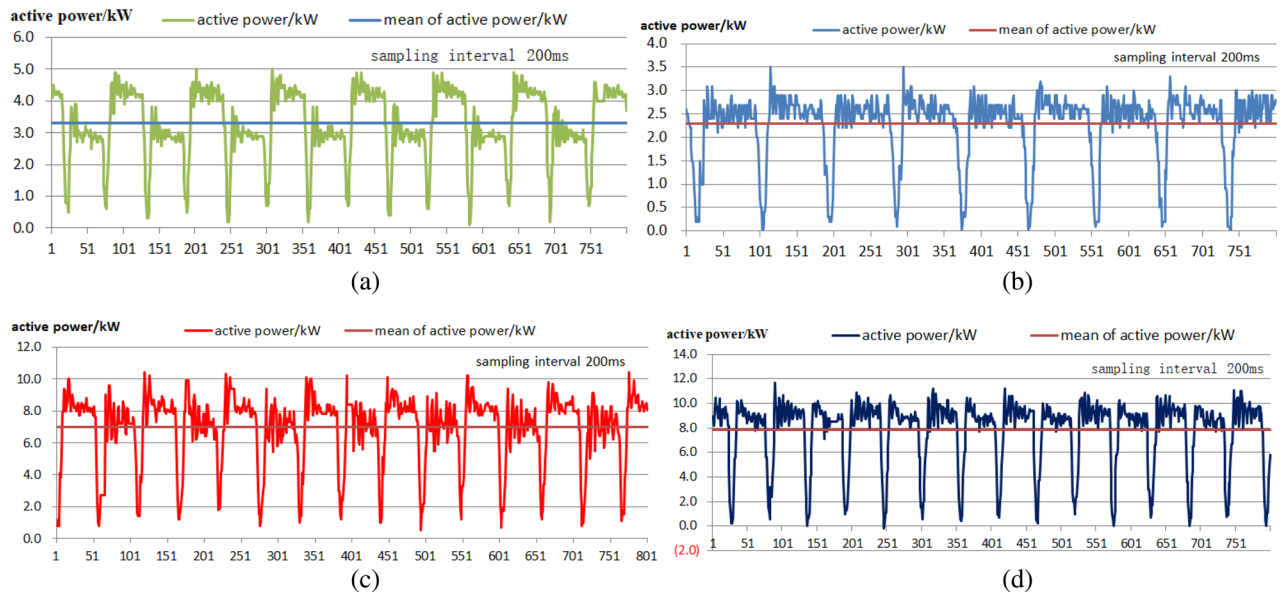 active power/kW
active power/kW mean of active power/kW
sampling interval 200ms
6.0
5.0
4.0
3.0
2.0
1.0
0.0
1 51 101 151 201 251 301 351 401 451 501 551 601 651 701 751
(a)
active power/kW
active power/kW mean of active power/kW
sampling interval 200ms
4.0
3.5
3.0
2.5
2.0
1.5
1.0
0.5
0.0
1 51 101 151 201 251 301 351 401 451 501 551 601 651 701 751
(b)
active power/kW
active power/kW mean of active power/kW
sampling interval 200ms
12.0
10.0
8.0
6.0
4.0
2.0
0.0
1 51 101 151 201 251 301 351 401 451 501 551 601 651 701 751 801
(c)
active power/kW
active power/kW mean of active power/kW
sampling interval 200ms
14.0
12.0
10.0
8.0
6.0
4.0
2.0
0.0
(2.0)
1 51 101 151 201 251 301 351 401 451 501 551 601 651 701 751
(d)